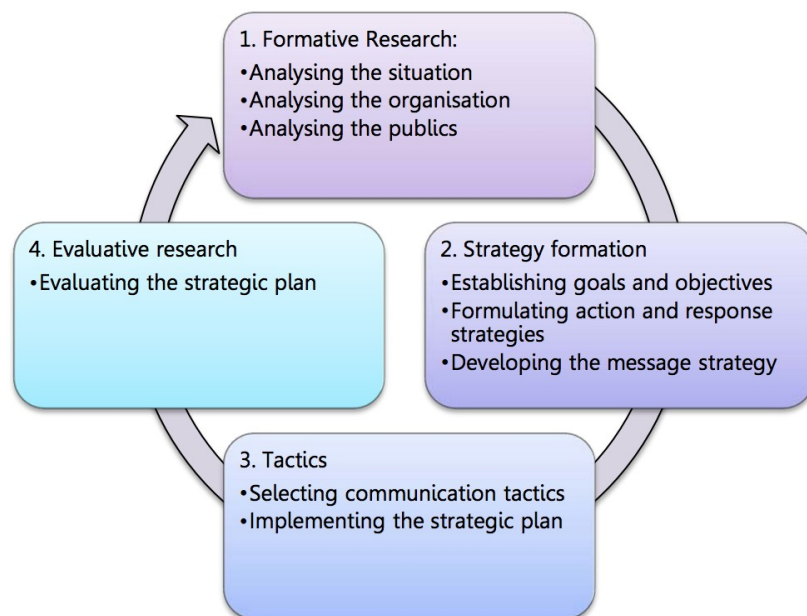 1. Formative Research:
•Analysing the situation
•Analysing the organisation
•Analysing the publics
2. Strategy formation
•Establishing goals and objectives
•Formulating action and response
strategies
•Developing the message strategy
3. Tactics
•Selecting communication tactics
•Implementing the strategic plan
4. Evaluative research
•Evaluating the strategic plan